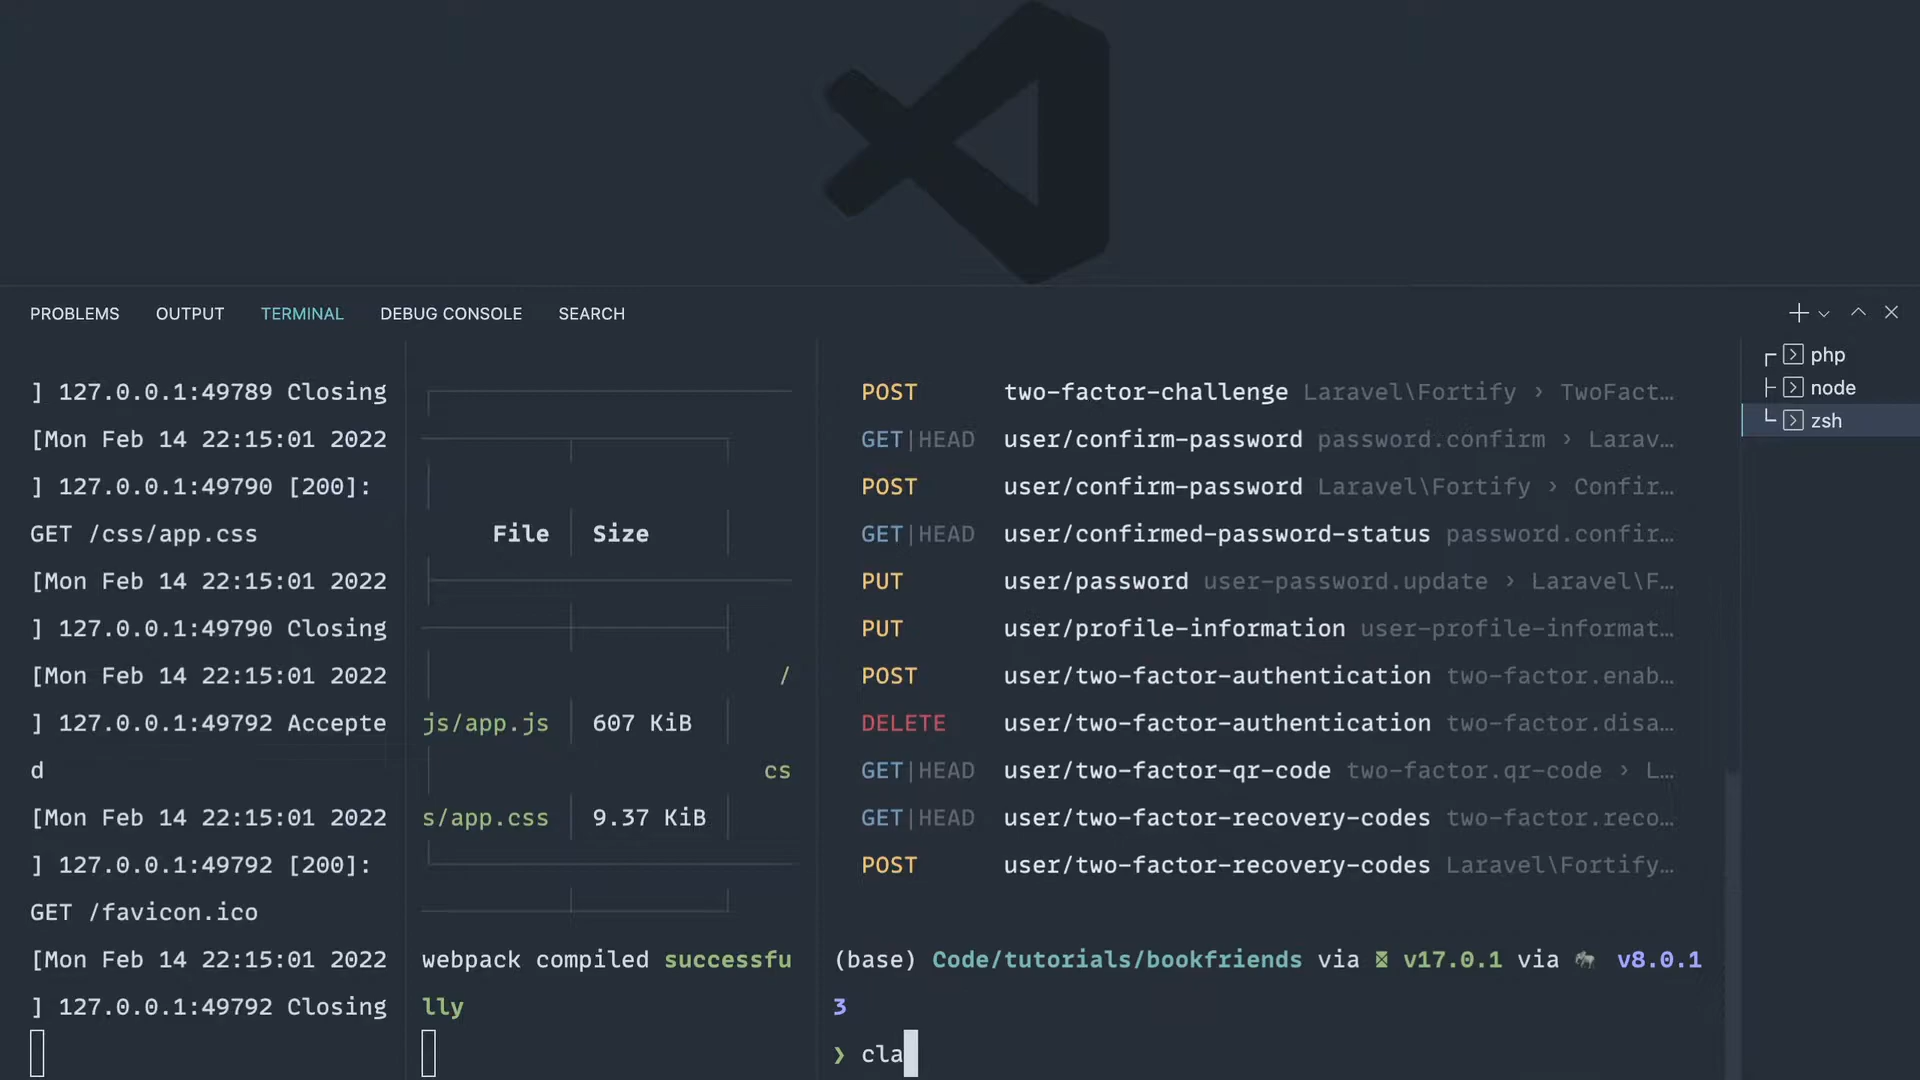 PROBLEMS OUTPUT TERMINAL DEBUG CONSOLE SEARCH
php
node
zsh
] 127.0.0.1:49789 Closing
[Mon Feb 14 22:15:01 2022
] 127.0.0.1:49790 [200]:
GET /css/app.css
[Mon Feb 14 22:15:01 2022
] 127.0.0.1:49790 Closing
[Mon Feb 14 22:15:01 2022
] 127.0.0.1:49792 Accepte
d
[Mon Feb 14 22:15:01 2022
] 127.0.0.1:49792 [200]:
GET /favicon.ico
[Mon Feb 14 22:15:01 2022
] 127.0.0.1:49792 Closing
File │ Size
/
js/app.js │ 607 KiB
cs
s/app.css │ 9.37 KiB
webpack compiled successfu
lly
POST two-factor-challenge Laravel\Fortify › TwoFact…
GET|HEAD user/confirm-password password.confirm › Larav…
POST user/confirm-password Laravel\Fortify › Confir…
GET|HEAD user/confirmed-password-status password.confir…
PUT user/password user-password.update › Laravel\F…
PUT user/profile-information user-profile-informat…
POST user/two-factor-authentication two-factor.enab…
DELETE user/two-factor-authentication two-factor.disa…
GET|HEAD user/two-factor-qr-code two-factor.qr-code › L…
GET|HEAD user/two-factor-recovery-codes two-factor.reco…
POST user/two-factor-recovery-codes Laravel\Fortify…
(base) Code/tutorials/bookfriends via v17.0.1 via 🐘 v8.0.1
3
❯ cla